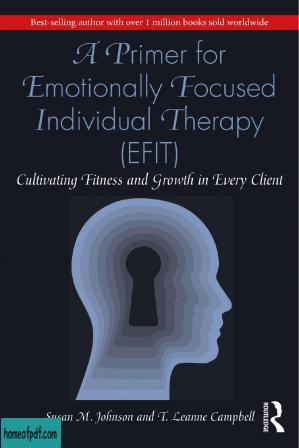 Best-selling author with over 1 million books sold worldwide
A Primer for
Emotionally Focused
Individual Therapy
(EFIT)
Cultivating Fitness and Growth in Every Client
Susan M. Johnson and T. Leanne Campbell
ROUTLEDGE
homeofpdf.com